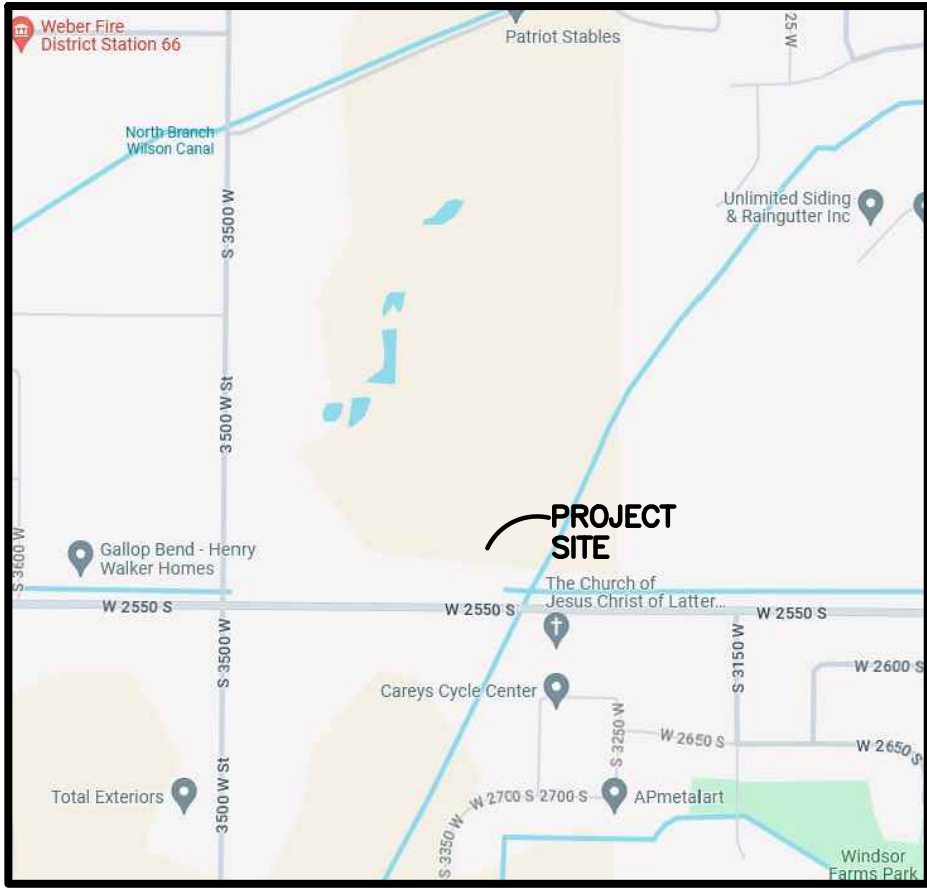 Weber Fire
District Station 66
Patriot Stables
25 W
North Branch
Wilson Canal
S 3500 W
Unlimited Siding
& Raingutter Inc
3500 W St
PROJECT
SITE
S 3600 W
Gallop Bend - Henry
Walker Homes
The Church of
Jesus Christ of Latter...
W 2550 S
W 2550 S
W 2550 S
S 3500 W
S 3150 W
W 2600 S
Careys Cycle Center
S 3250 W
W 2650 S
W 2650 S
Total Exteriors
3500 W St
W 2700 S
2700 S
APmetalart
S 3350 W
Windsor
Farms Park